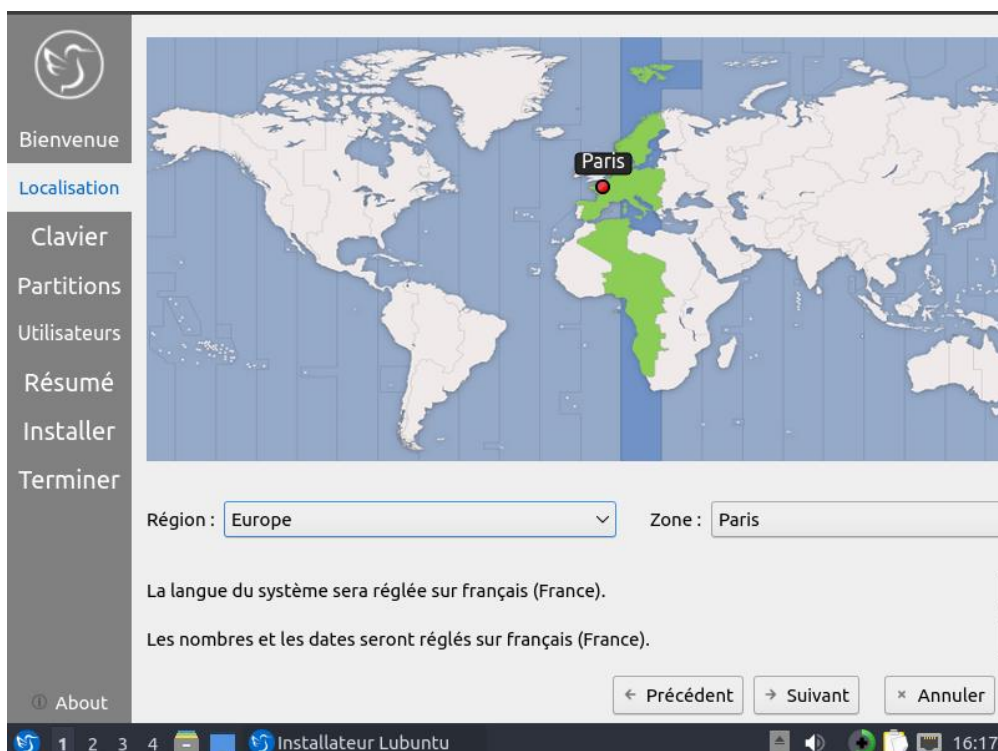 Bienvenue
Localisation
Clavier
Partitions
Utilisateurs
Résumé
Installer
Terminer
About
Paris
Région : Europe Zone : Paris
La langue du système sera réglée sur français (France).
Les nombres et les dates seront réglés sur français (France).
Précédent Suivant Annuler
1 2 3 4 Installateur Lubuntu 16:17